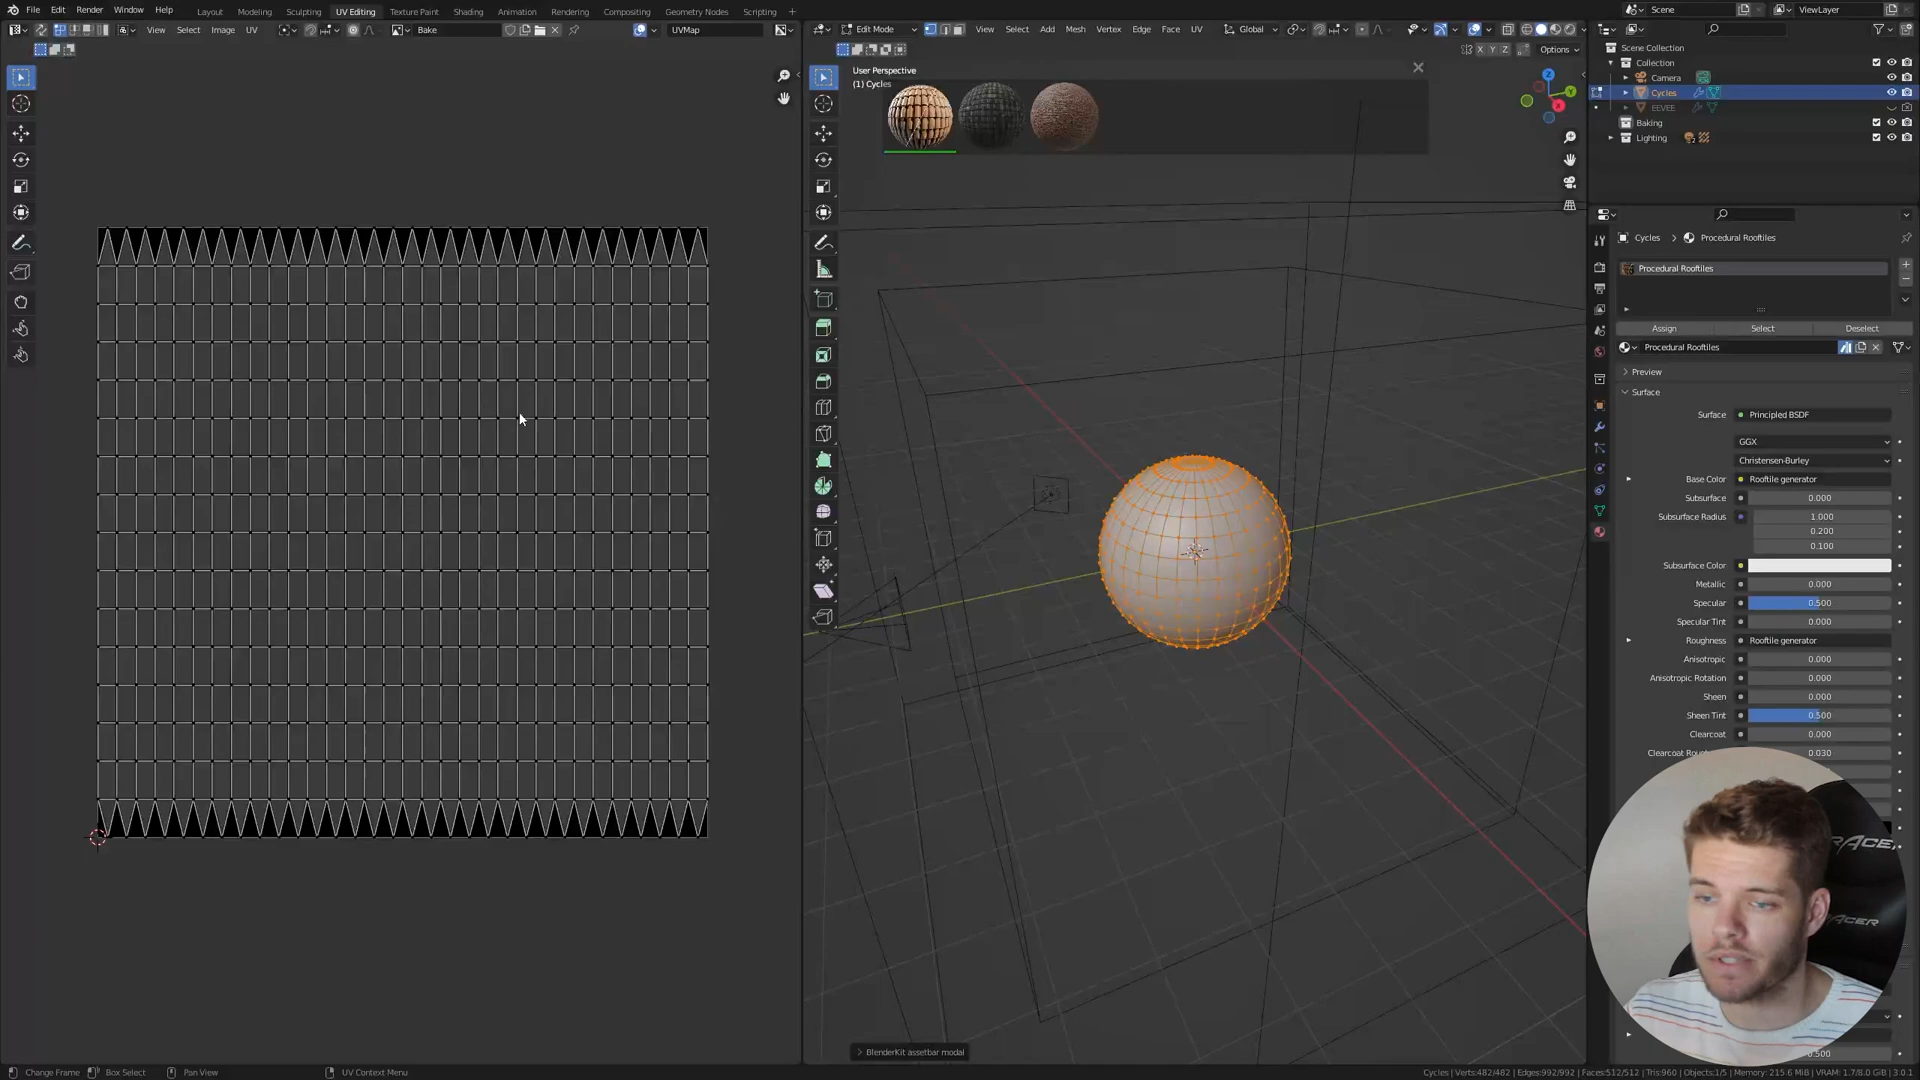 File Edit Render Window Help Layout Modeling Sculpting UV Editing Texture Paint Shading Animation Rendering Compositing Geometry Nodes Scripting + Scene ViewLayer
View Select Image UV Bake UVMap Edit Mode View Select Add Mesh Vertex Edge Face UV Global
Scene Collection
X Y Z Options
Collection
User Perspective
(1) Cycles
Camera
Cycles
EEVEE
Baking
Lighting
Cycles > Procedural Rooftiles
Procedural Rooftiles
Assign Select Deselect
Procedural Rooftiles
Preview
Surface
Surface Principled BSDF
GGX
Christensen-Burley
Base Color Rooftile generator
Subsurface 0.000
Subsurface Radius 1.000
0.200
0.100
Subsurface Color
Metallic 0.000
Specular 0.500
Specular Tint 0.000
Roughness Rooftile generator
Anisotropic 0.000
Anisotropic Rotation 0.000
Sheen 0.000
Sheen Tint 0.500
Clearcoat 0.000
0.030
BlenderKit assetbar modal
0.500
Change Frame Box Select Pan View UV Context Menu Cycles | Verts:482/482 | Edges:992/992 | Faces:512/512 | Tris:960 | Objects:1/5 | Memory: 215.6 MiB | VRAM: 1.7/8.0 GiB | 3.0.1